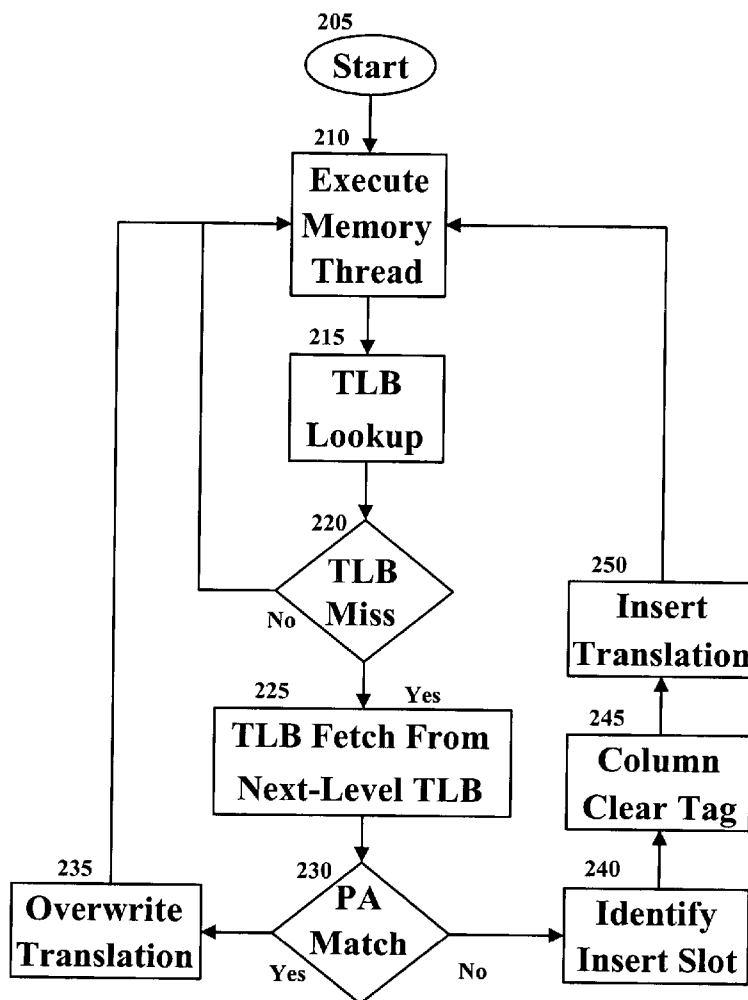 205
Start
210
Execute
Memory
Thread
215
TLB
Lookup
220
TLB
Miss
No
Yes
225
TLB Fetch From
Next-Level TLB
230
PA
Match
Yes
No
235
Overwrite
Translation
240
Identify
Insert Slot
245
Column
Clear Tag
250
Insert
Translation